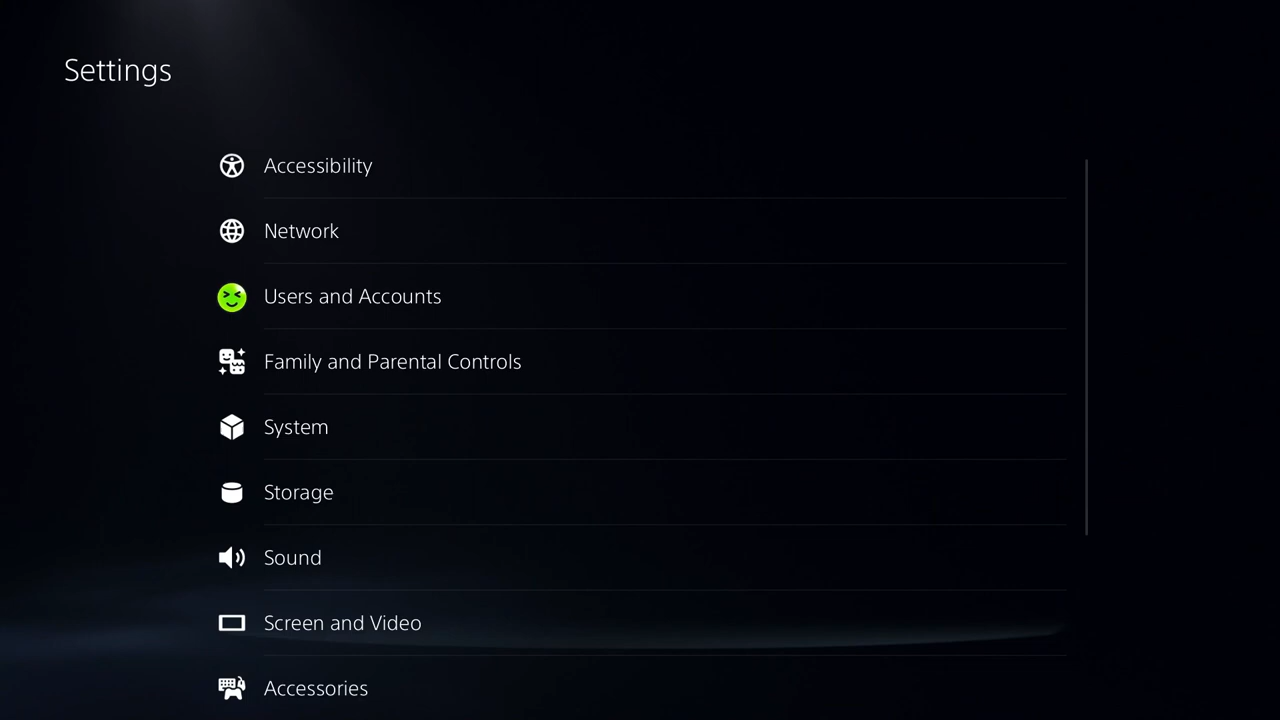 Settings
Accessibility
Network
Users and Accounts
Family and Parental Controls
System
Storage
Sound
Screen and Video
Accessories